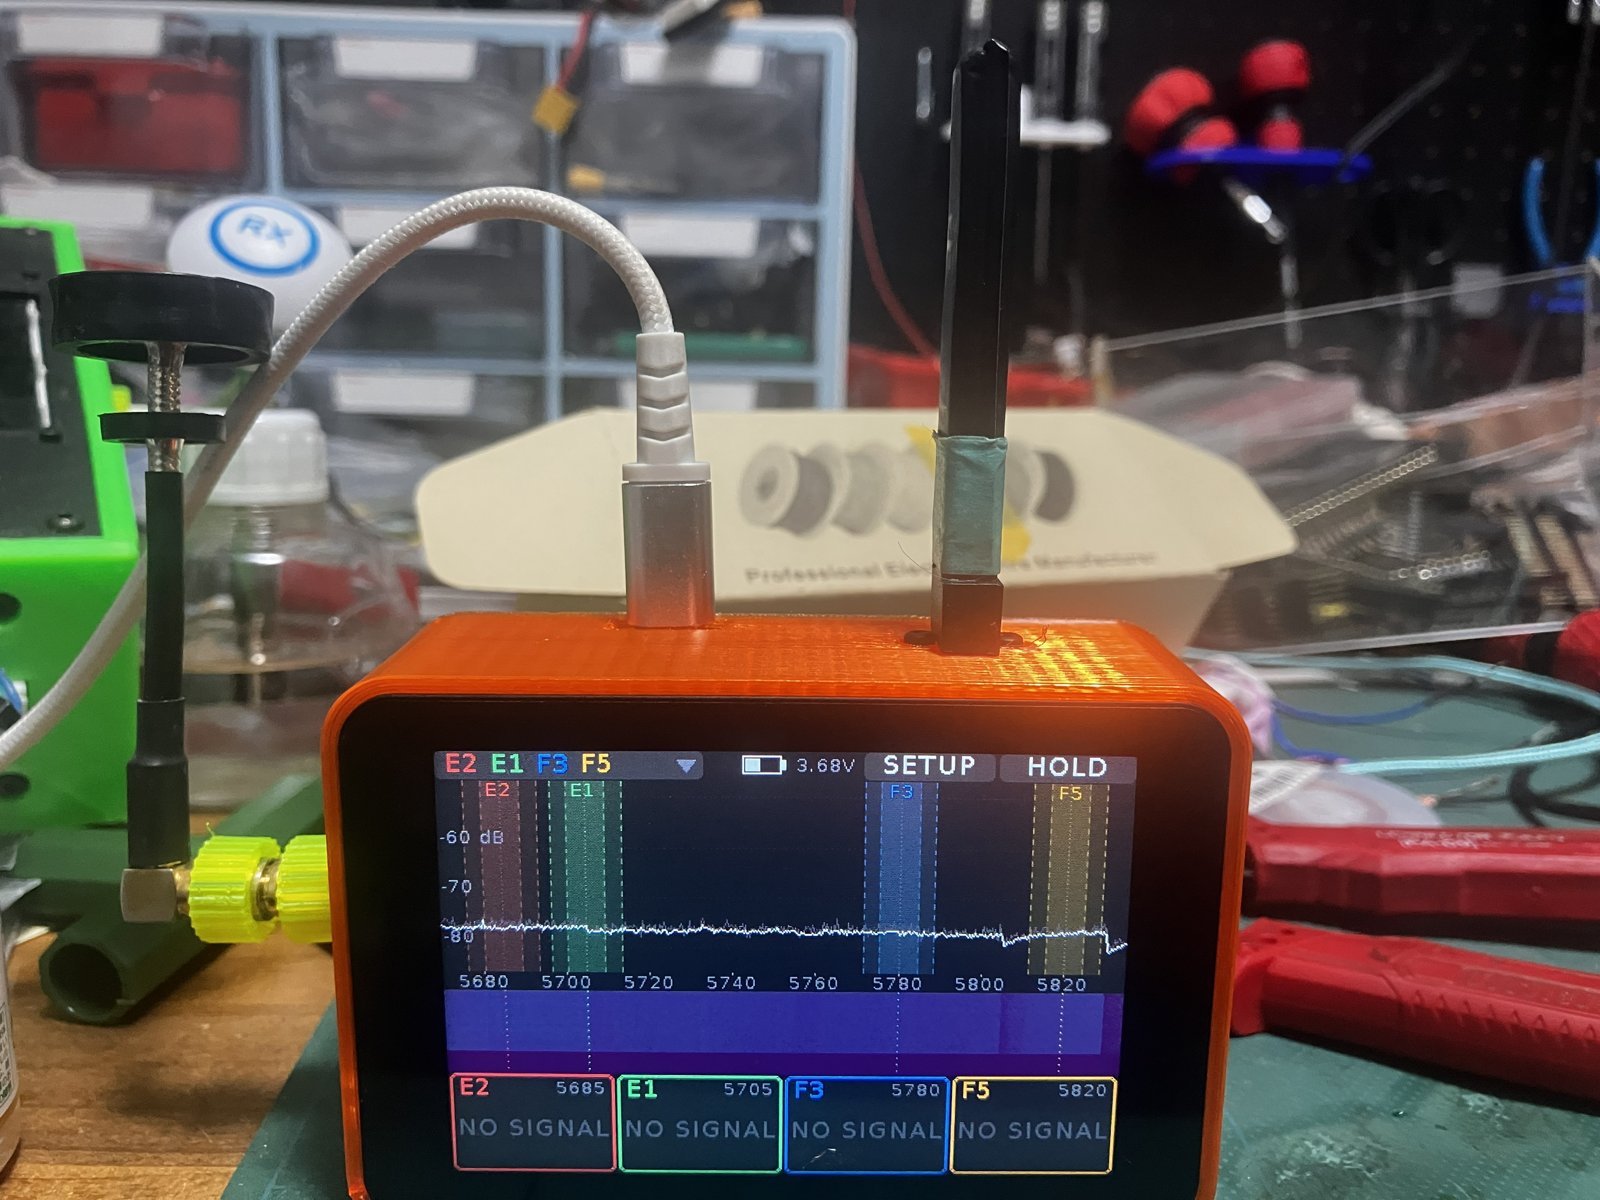 RX
Professional
Manufacturer
E2 E1 F3 F5
3.68V
SETUP
HOLD
E2
E1
F3
F5
-60 dB
-70
-80
5680 5700 5720 5740 5760 5780 5800 5820
E2 5685
NO SIGNAL
E1 5705
NO SIGNAL
F3 5780
NO SIGNAL
F5 5820
NO SIGNAL